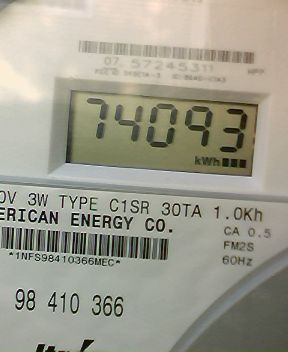 07 57245311
74093
kWh
0V 3W TYPE C1SR 30TA 1.0Kh
ERICAN ENERGY CO. CA 0.5
FM2S
*1NFS98410366MEC* 60Hz
98 410 366